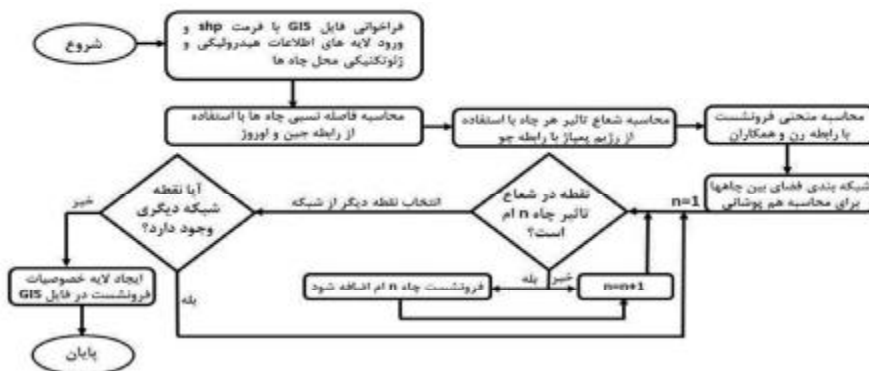 شروع
فراخوانی فایل GIS با فرمت shp و
ورود لایه های اطلاعات هیدرولیکی و
ژئوتکنیکی محل چاه ها
محاسبه فاصله نسبی چاه ها با استفاده
از رابطه جین و اوروژ
محاسبه شعاع تاثیر هر چاه با استفاده
از رژیم پمپاژ با رابطه جو
محاسبه منحنی فرونشست
با رابطه رن و همکاران
شبکه بندی فضای بین چاهها
برای محاسبه هم پوشانی
n=1
نقطه در شعاع
تاثیر چاه n ام
است؟
بله
خیر
فرونشست چاه n ام اضافه شود
n=n+1
انتخاب نقطه دیگر از شبکه
آیا نقطه
شبکه دیگری
وجود دارد؟
بله
خیر
ایجاد لایه خصوصیات
فرونشست در فایل GIS
پایان